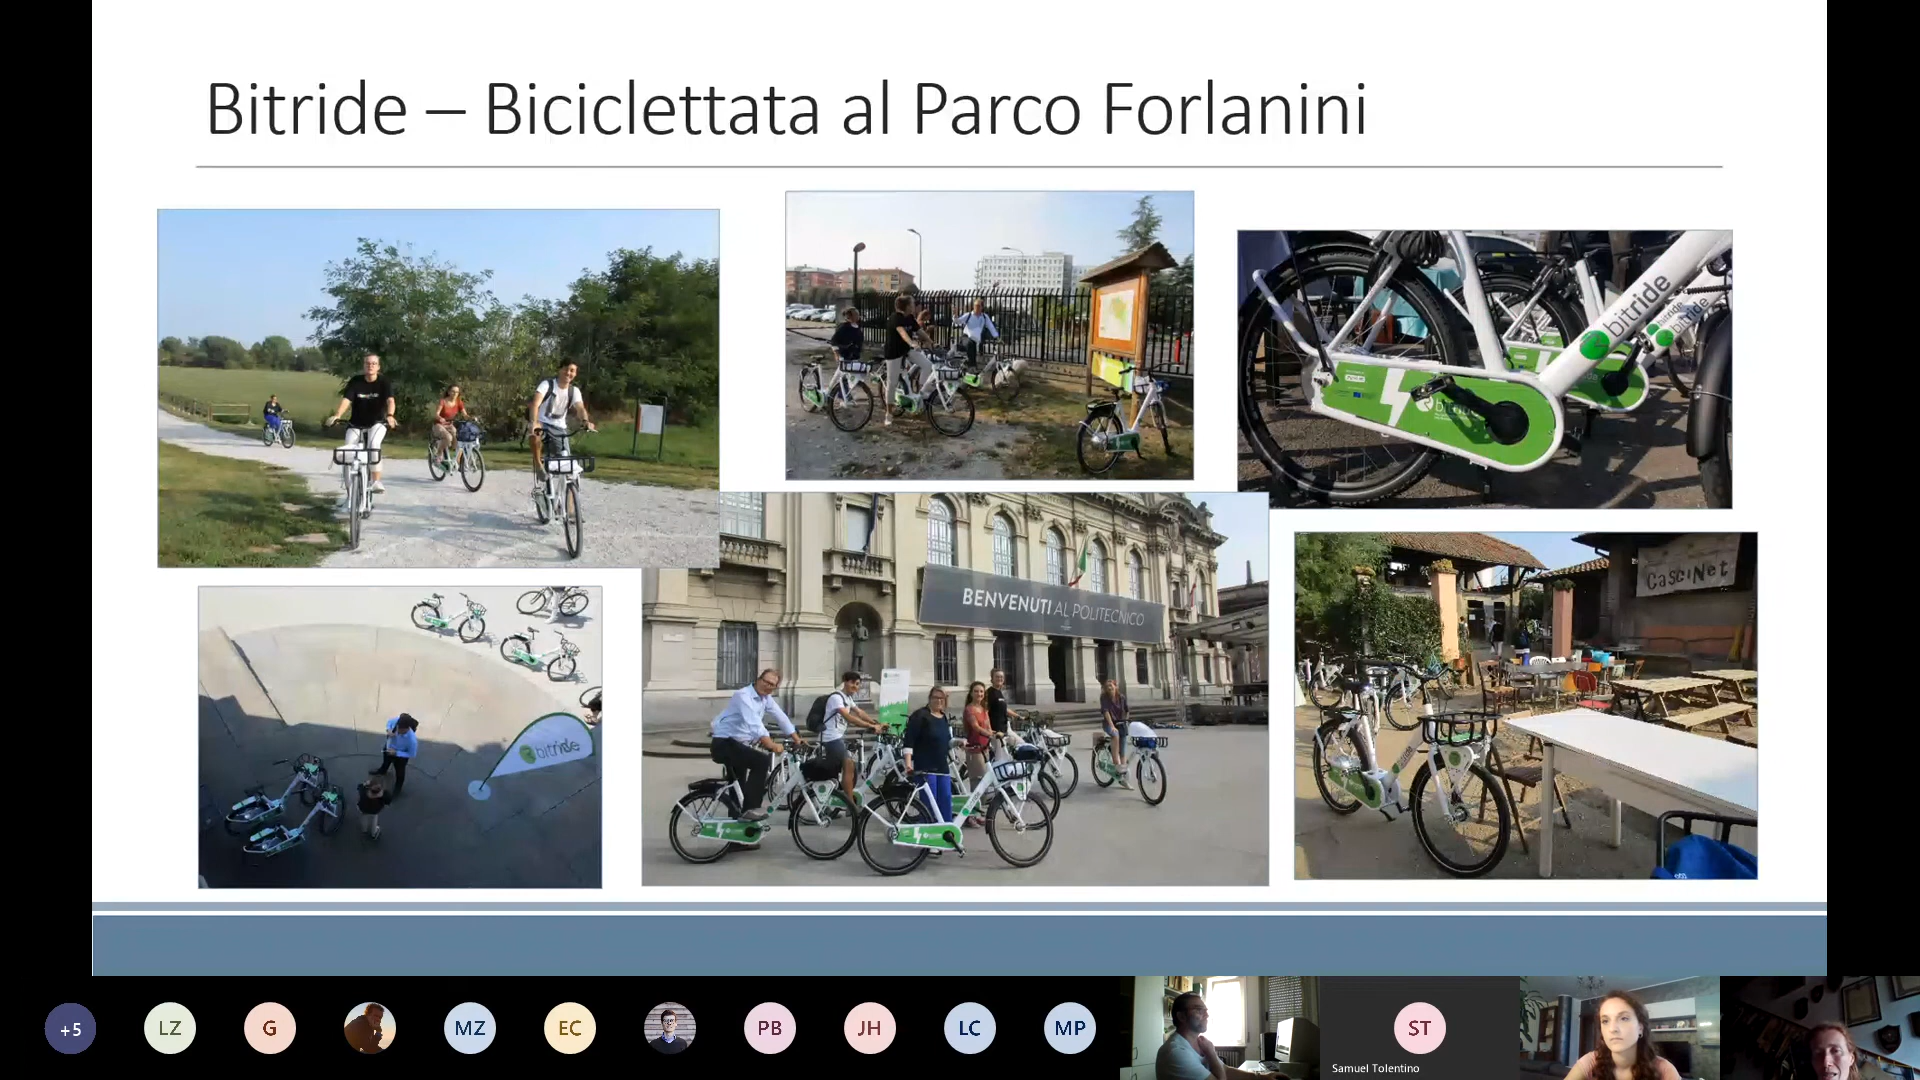 Bitride – Biciclettata al Parco Forlanini
bitride
bitride
bitride
CasciNet
BENVENUTI AL POLITECNICO
bitride
+5
LZ
G
MZ
EC
PB
JH
LC
MP
ST
Samuel Tolentino